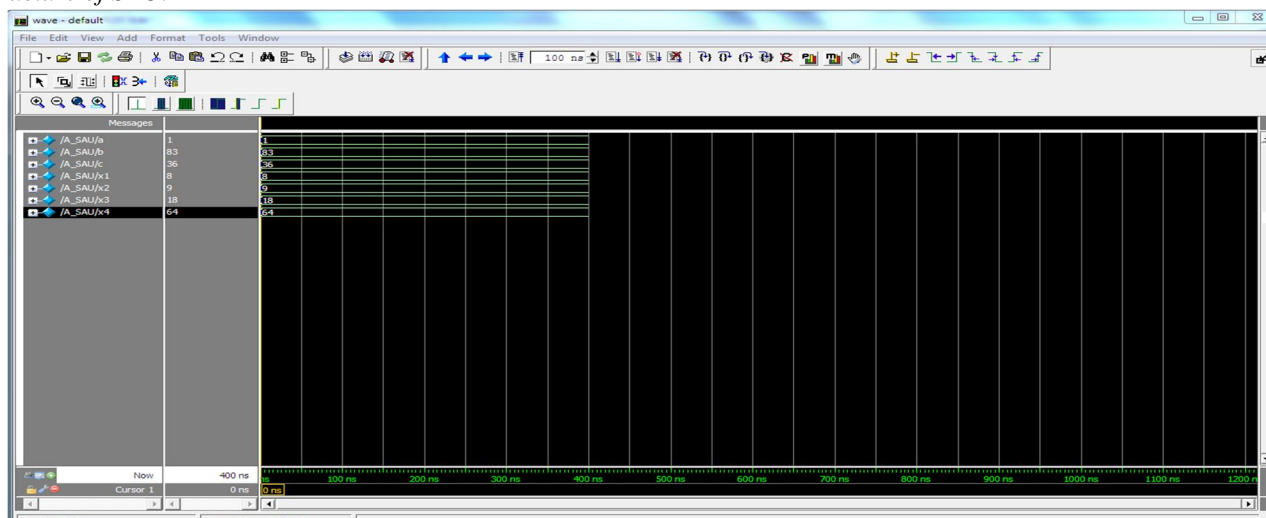 wave - default
File Edit View Add Format Tools Window
100 ns
Messages
/A_SAU/a 1 1
/A_SAU/b 83 83
/A_SAU/c 36 36
/A_SAU/x1 8 8
/A_SAU/x2 9 9
/A_SAU/x3 18 18
/A_SAU/x4 64 64
Now 400 ns ns 100 ns 200 ns 300 ns 400 ns 500 ns 600 ns 700 ns 800 ns 900 ns 1000 ns 1100 ns 1200 n
Cursor 1 0 ns 0 ns